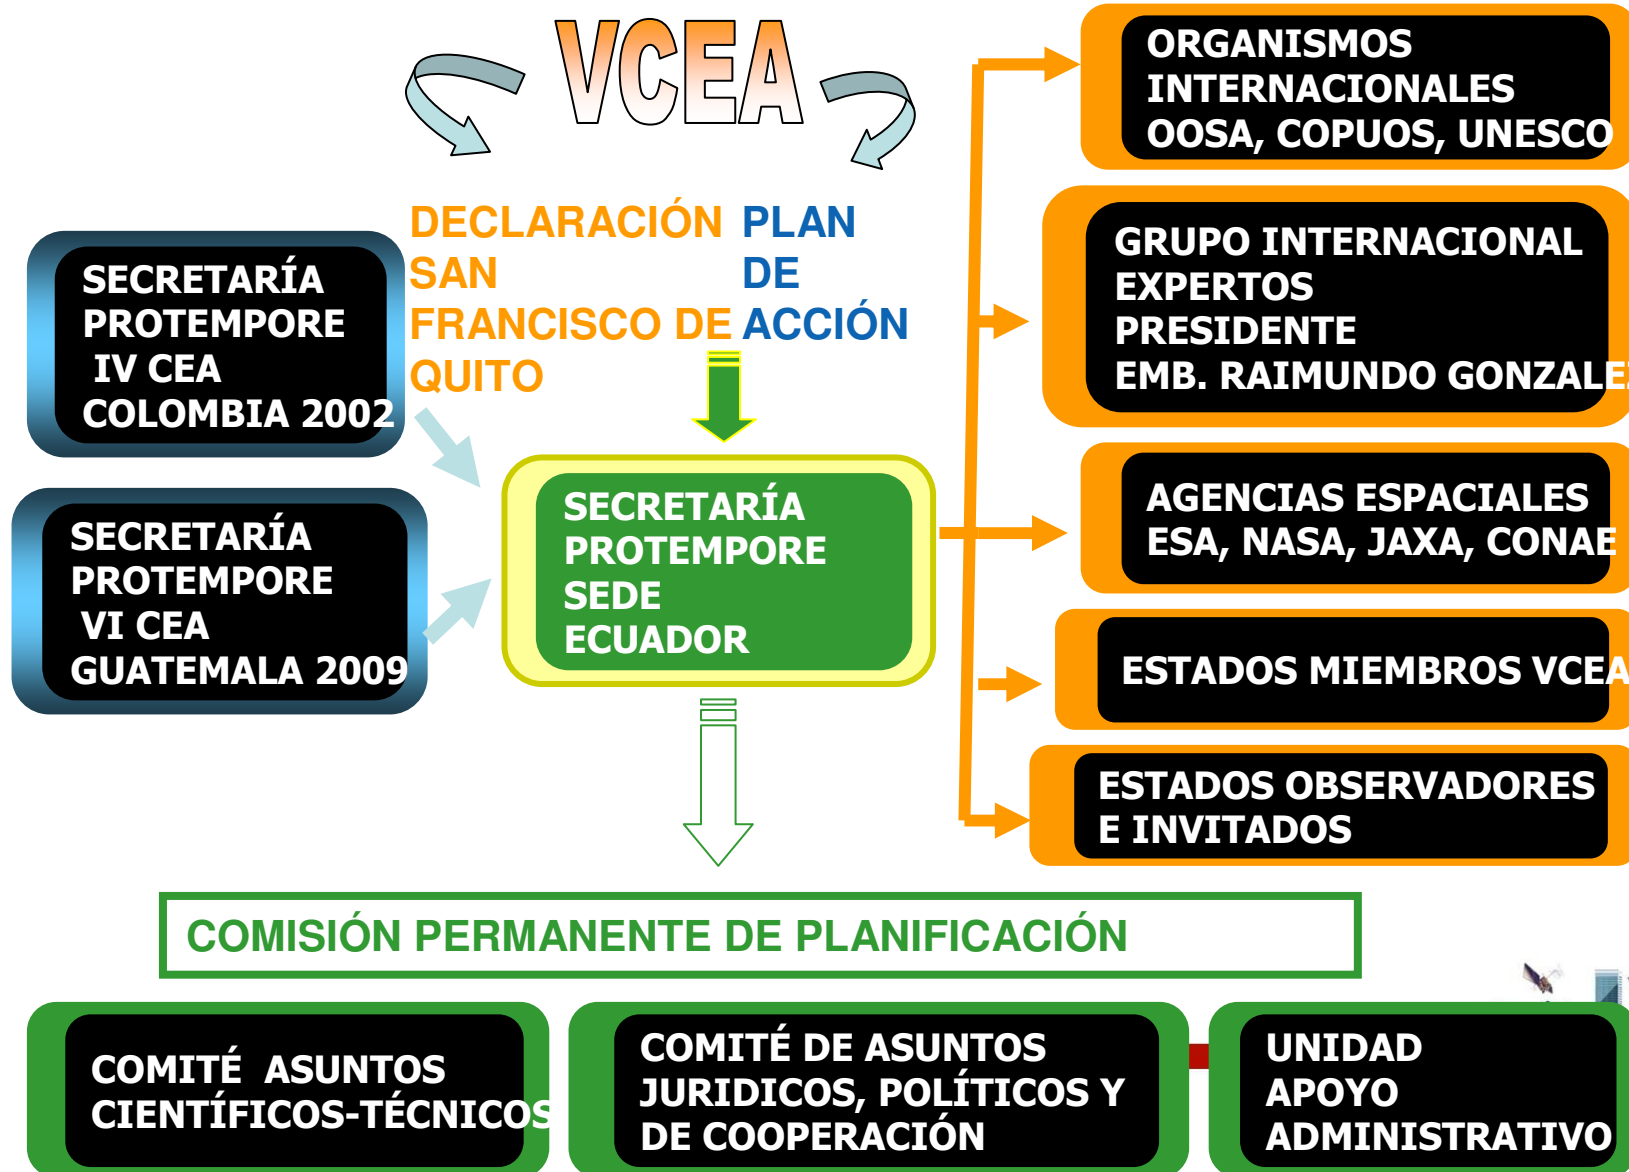 VCEA
DECLARACIÓN
SAN
FRANCISCO DE
QUITO
PLAN
DE
ACCIÓN
SECRETARÍA
PROTEMPORE
IV CEA
COLOMBIA 2002
SECRETARÍA
PROTEMPORE
VI CEA
GUATEMALA 2009
SECRETARÍA
PROTEMPORE
SEDE
ECUADOR
ORGANISMOS
INTERNACIONALES
OOSA, COPUOS, UNESCO
GRUPO INTERNACIONAL
EXPERTOS
PRESIDENTE
EMB. RAIMUNDO GONZALEZ
AGENCIAS ESPACIALES
ESA, NASA, JAXA, CONAE
ESTADOS MIEMBROS VCEA
ESTADOS OBSERVADORES
E INVITADOS
COMISIÓN PERMANENTE DE PLANIFICACIÓN
COMITÉ ASUNTOS
CIENTÍFICOS-TÉCNICOS
COMITÉ DE ASUNTOS
JURIDICOS, POLÍTICOS Y
DE COOPERACIÓN
UNIDAD
APOYO
ADMINISTRATIVO